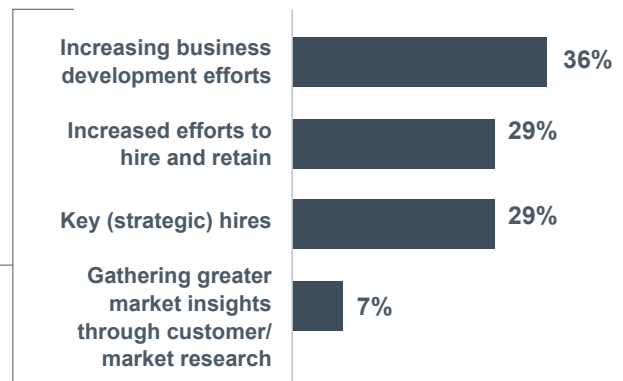 Increasing business
development efforts
36%
Increased efforts to
hire and retain
29%
Key (strategic) hires
29%
Gathering greater
market insights
through customer/
market research
7%